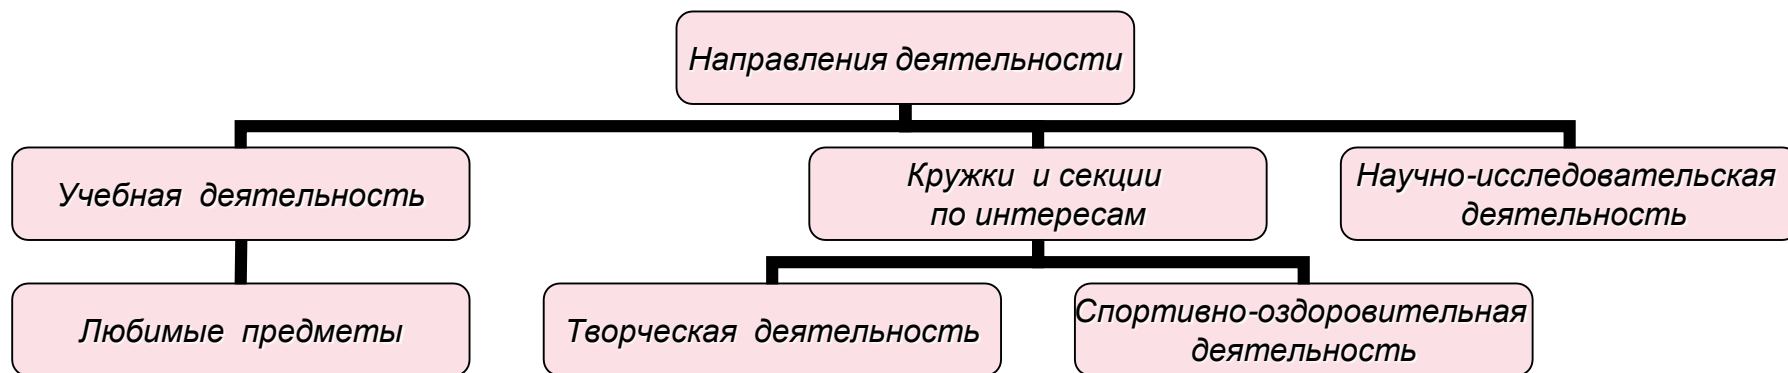 Направления деятельности
Учебная деятельность
Кружки и секции
по интересам
Научно-исследовательская
деятельность
Любимые предметы
Творческая деятельность
Спортивно-оздоровительная
деятельность